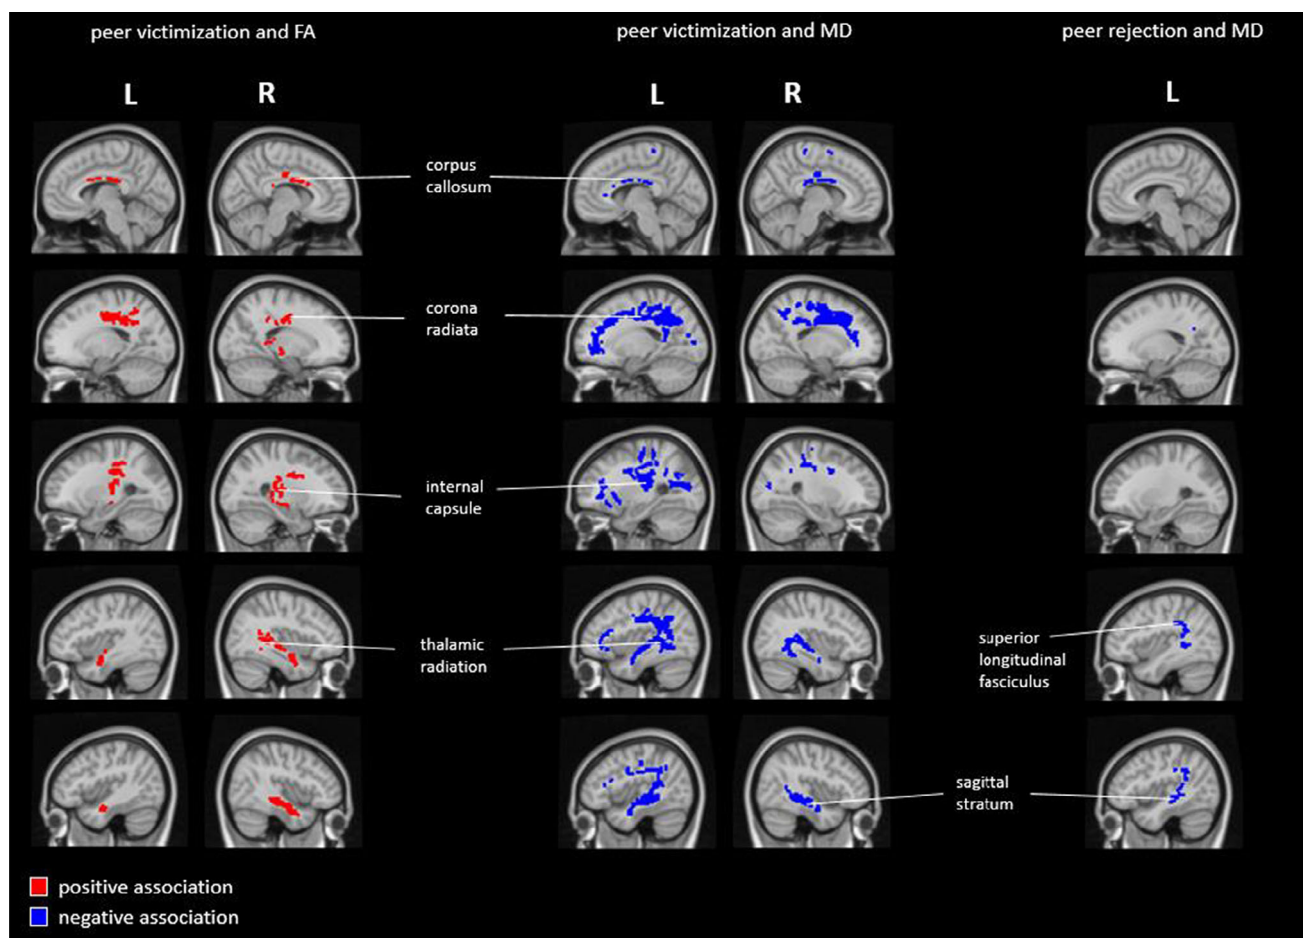 peer victimization and FA
peer victimization and MD
peer rejection and MD
L
R
L
R
L
corpus
callosum
corona
radiata
internal
capsule
thalamic
radiation
superior
longitudinal
fasciculus
sagittal
stratum
positive association
negative association